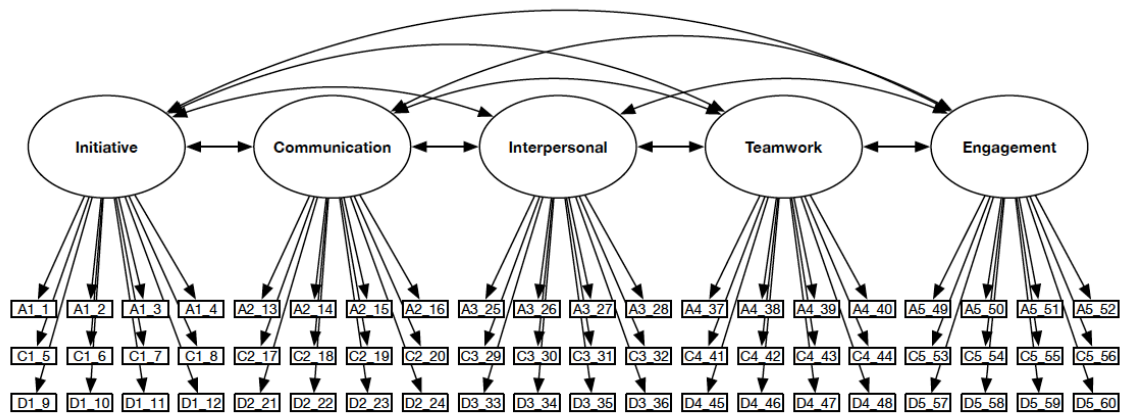 Initiative Communication Interpersonal Teamwork Engagement
A1_1 A1_2 A1_3 A1_4 A2_13 A2_14 A2_15 A2_16 A3_25 A3_26 A3_27 A3_28 A4_37 A4_38 A4_39 A4_40 A5_49 A5_50 A5_51 A5_52
C1_5 C1_6 C1_7 C1_8 C2_17 C2_18 C2_19 C2_20 C3_29 C3_30 C3_31 C3_32 C4_41 C4_42 C4_43 C4_44 C5_53 C5_54 C5_55 C5_56
D1_9 D1_10 D1_11 D1_12 D2_21 D2_22 D2_23 D2_24 D3_33 D3_34 D3_35 D3_36 D4_45 D4_46 D4_47 D4_48 D5_57 D5_58 D5_59 D5_60